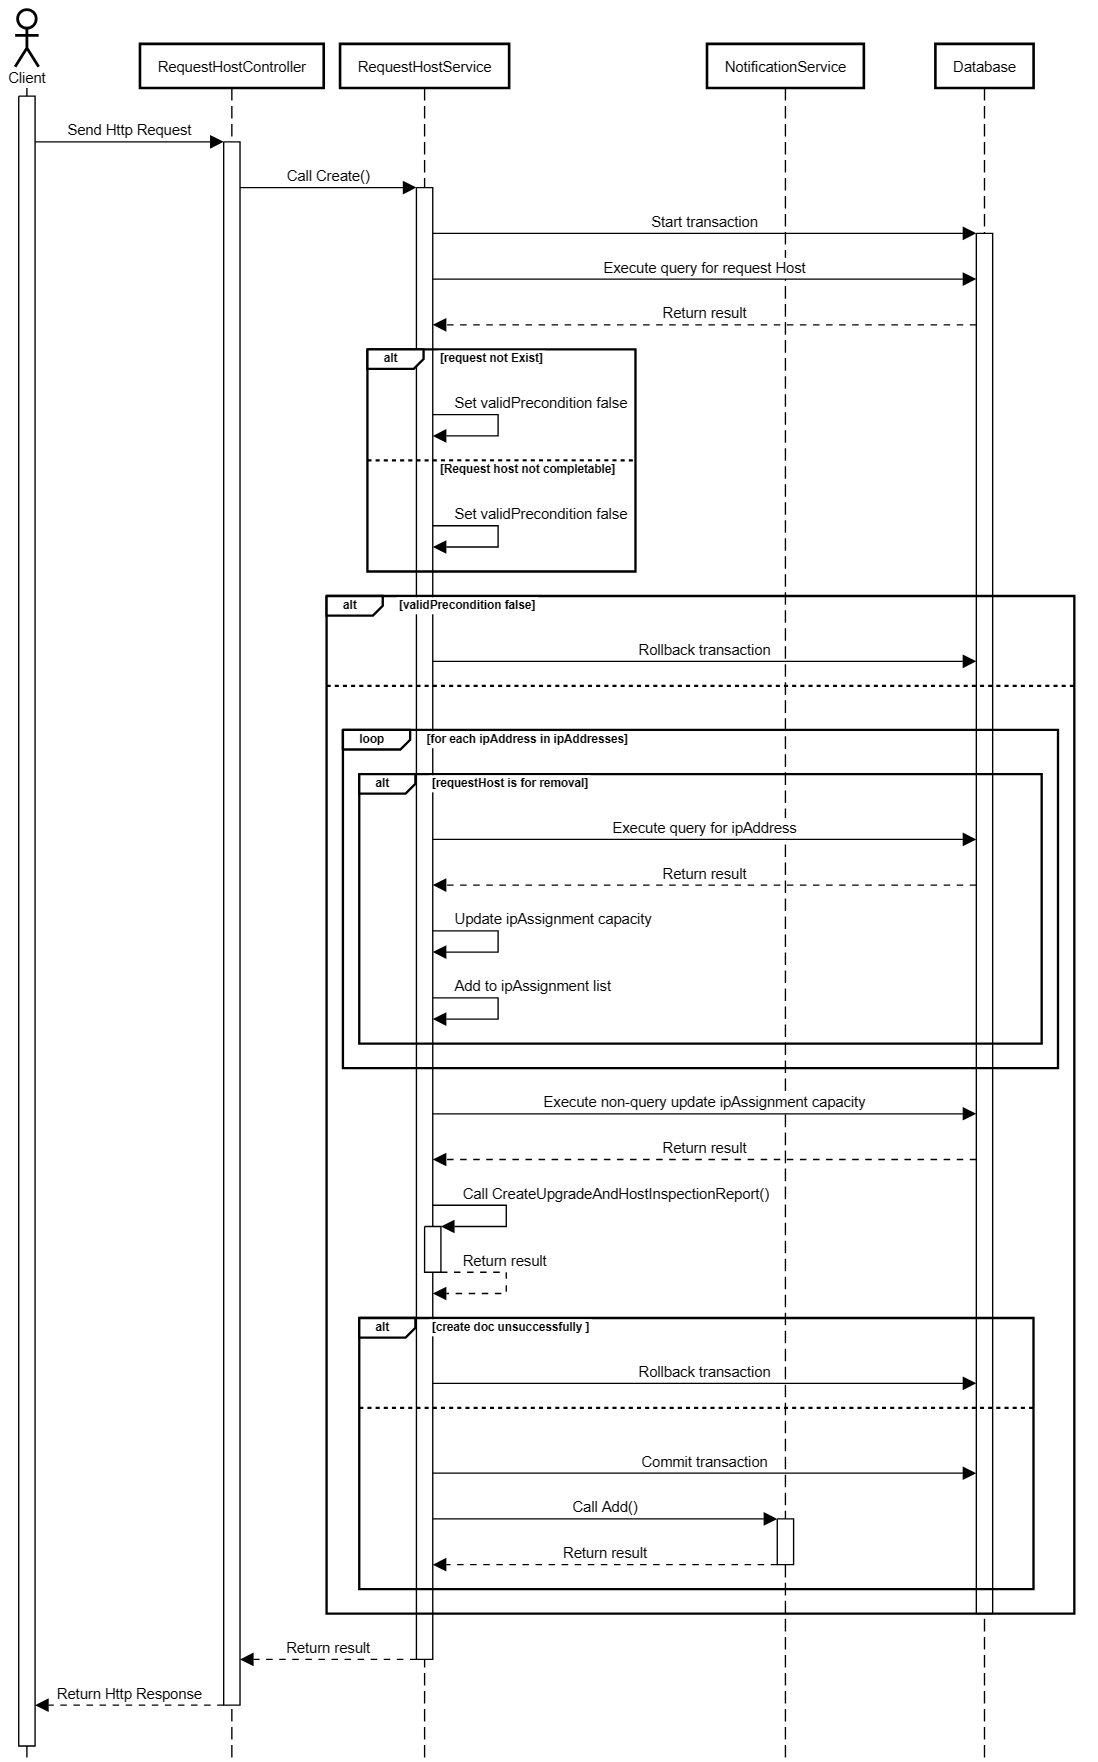 Client
RequestHostController
RequestHostService
NotificationService
Database
Send Http Request
Call Create()
Start transaction
Execute query for request Host
Return result
alt
[request not Exist]
Set validPrecondition false
[Request host not completable]
Set validPrecondition false
alt
[validPrecondition false]
Rollback transaction
loop
[for each ipAddress in ipAddresses]
alt
[requestHost is for removal]
Execute query for ipAddress
Return result
Update ipAssignment capacity
Add to ipAssignment list
Execute non-query update ipAssignment capacity
Return result
Call CreateUpgradeAndHostInspectionReport()
Return result
alt
[create doc unsuccessfully ]
Rollback transaction
Commit transaction
Call Add()
Return result
Return result
Return Http Response